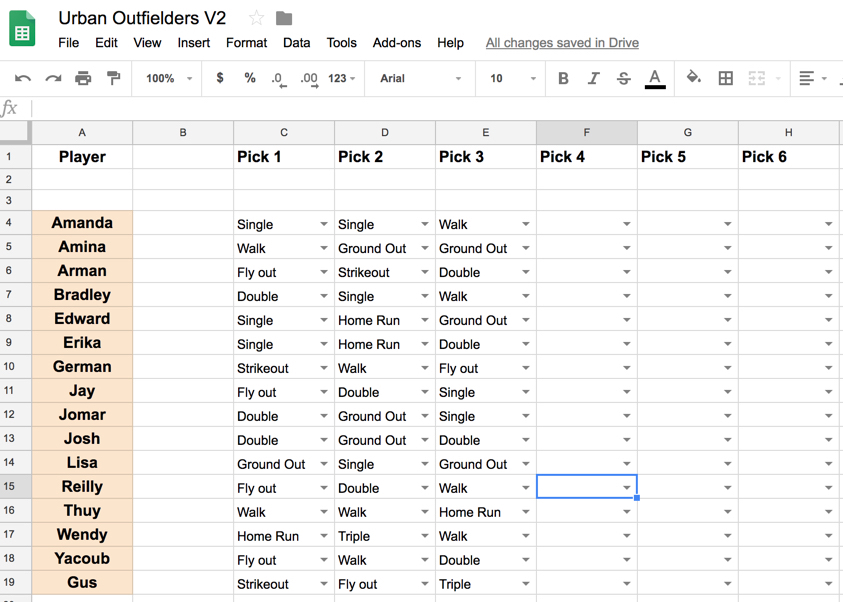 Urban Outfielders V2
File Edit View Insert Format Data Tools Add-ons Help All changes saved in Drive
100% $ % .0 .00 123 Arial 10 B I S A
fx
A B C D E F G H
1 Player Pick 1 Pick 2 Pick 3 Pick 4 Pick 5 Pick 6
2
3
4 Amanda Single Single Walk
5 Amina Walk Ground Out Ground Out
6 Arman Fly out Strikeout Double
7 Bradley Double Single Walk
8 Edward Single Home Run Ground Out
9 Erika Single Home Run Double
10 German Strikeout Walk Fly out
11 Jay Fly out Double Single
12 Jomar Double Ground Out Single
13 Josh Double Ground Out Double
14 Lisa Ground Out Single Ground Out
15 Reilly Fly out Double Walk
16 Thuy Walk Walk Home Run
17 Wendy Home Run Triple Walk
18 Yacoub Fly out Walk Double
19 Gus Strikeout Fly out Triple